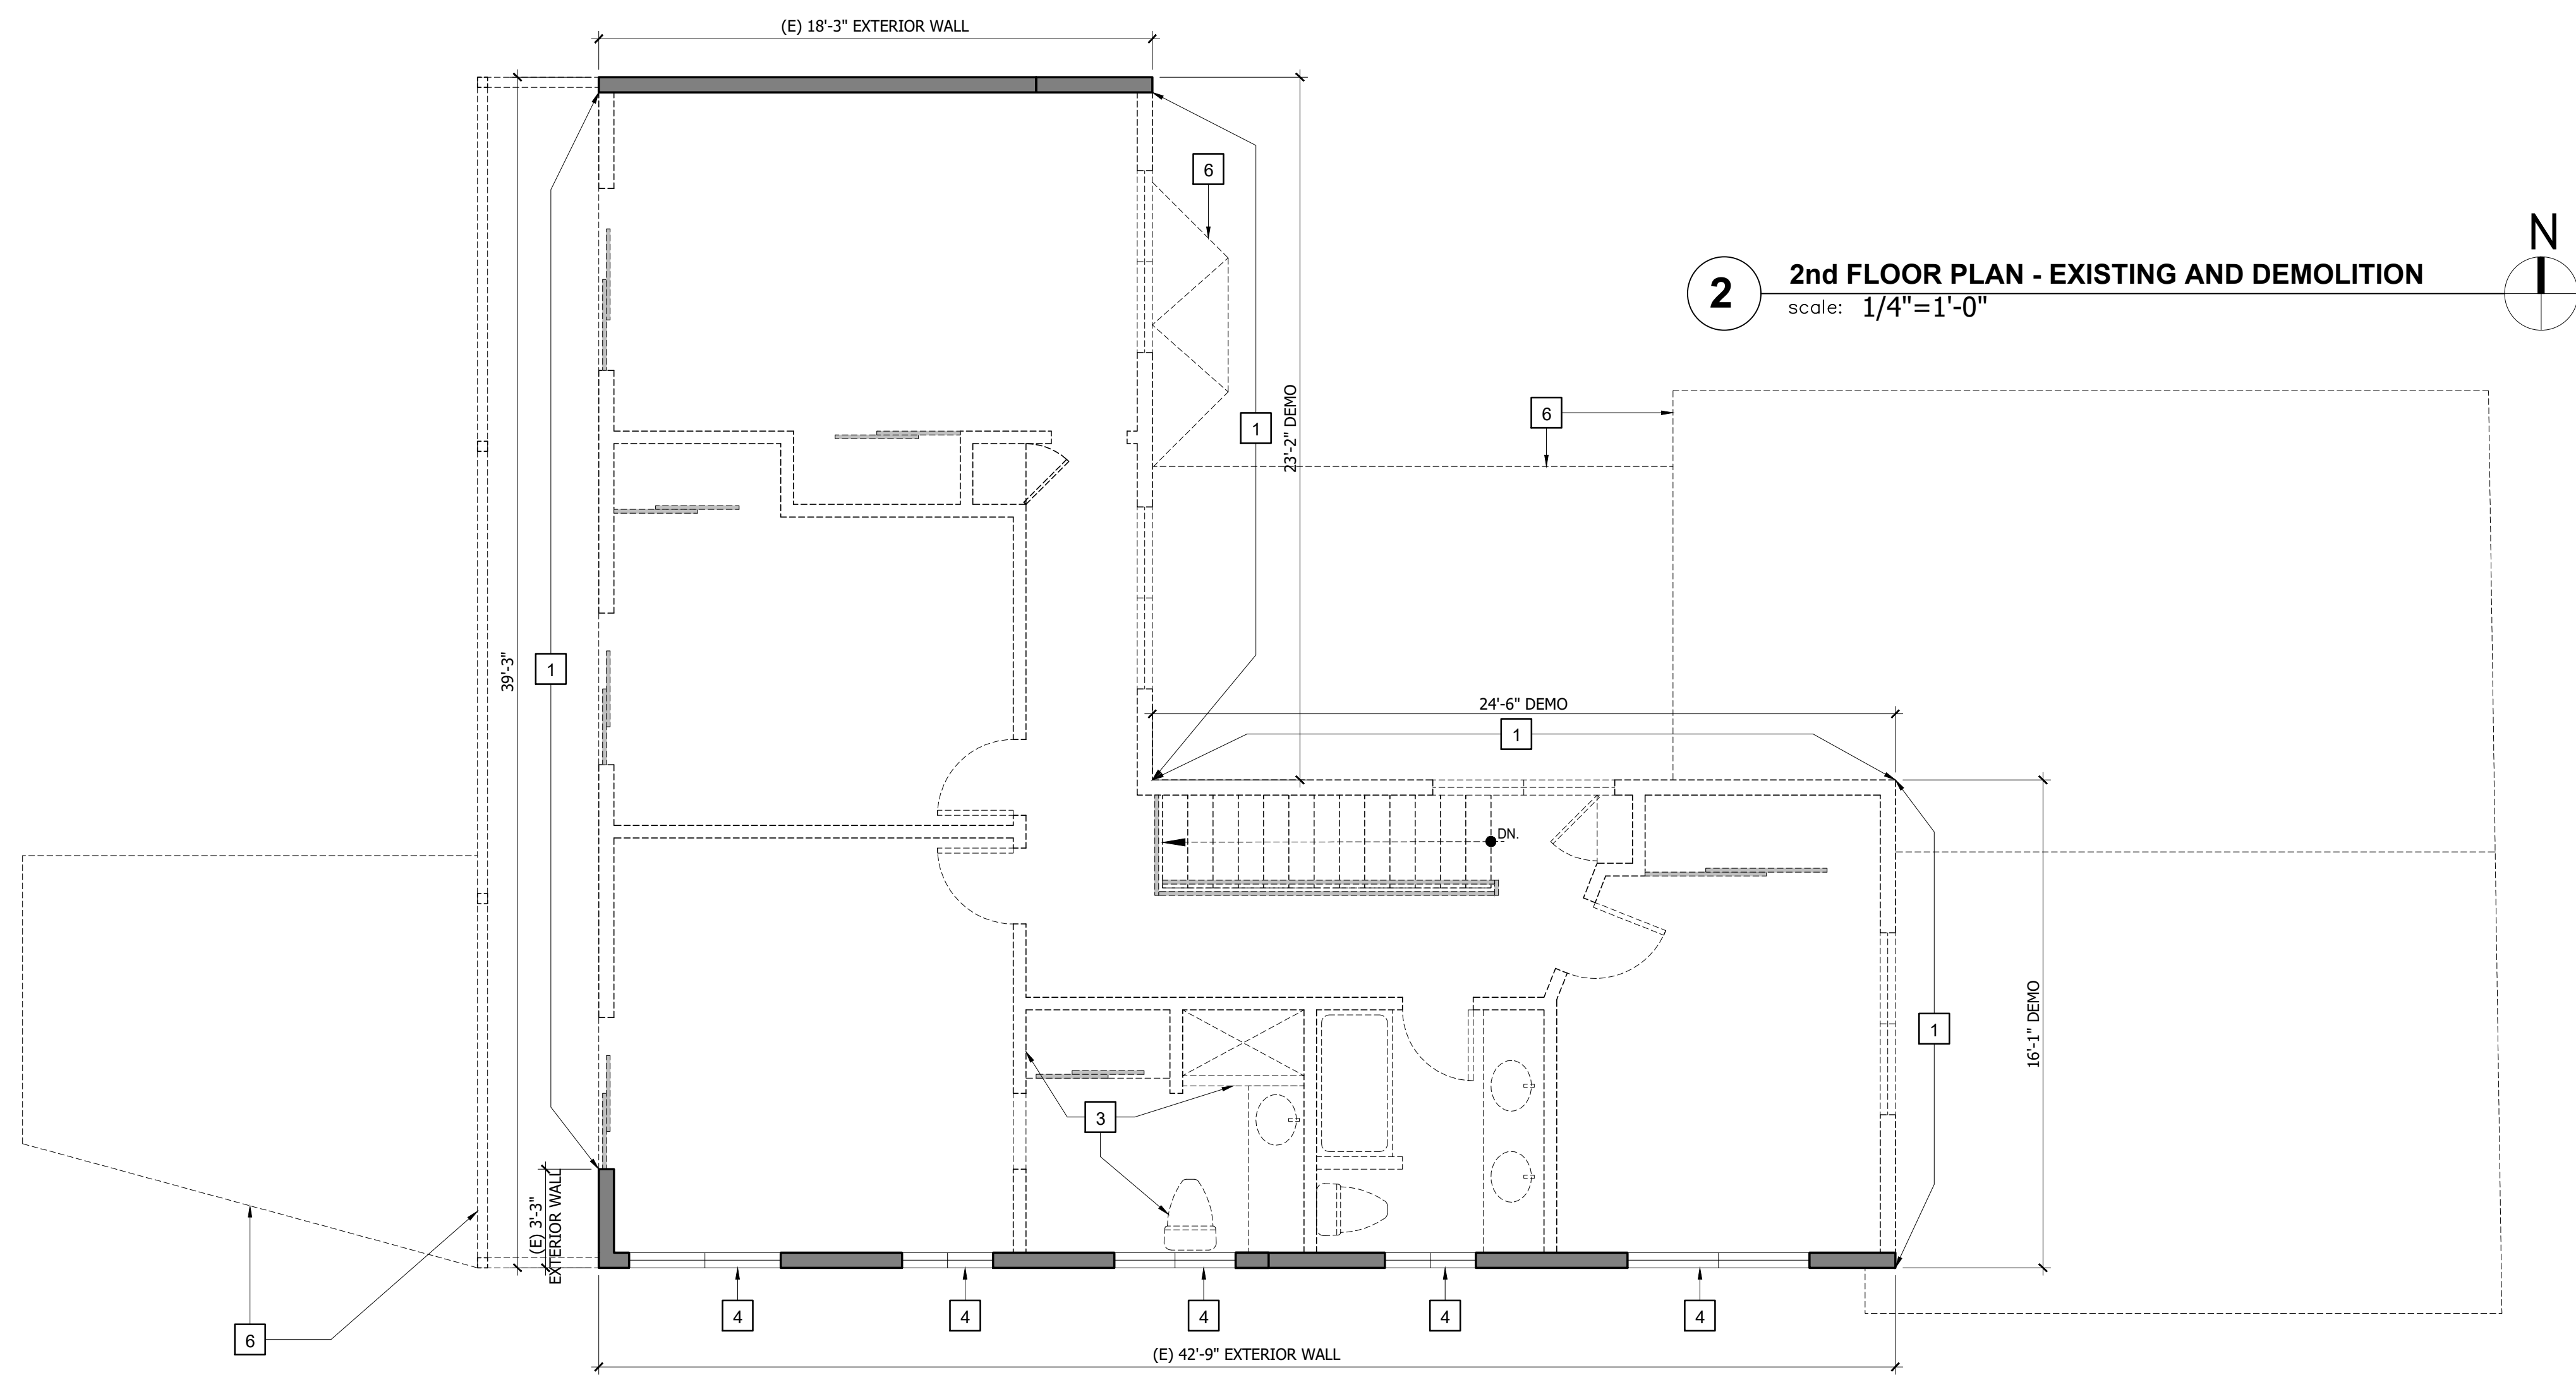 (E) 18'-3" EXTERIOR WALL
6
N
2
2nd FLOOR PLAN - EXISTING AND DEMOLITION
scale: 1/4"=1'-0"
6
1
23'-2" DEMO
39'-3"
1
24'-6" DEMO
1
DN.
1
16'-1" DEMO
3
(E) 3'-3"
EXTERIOR WALL
6
4
4
4
4
4
(E) 42'-9" EXTERIOR WALL